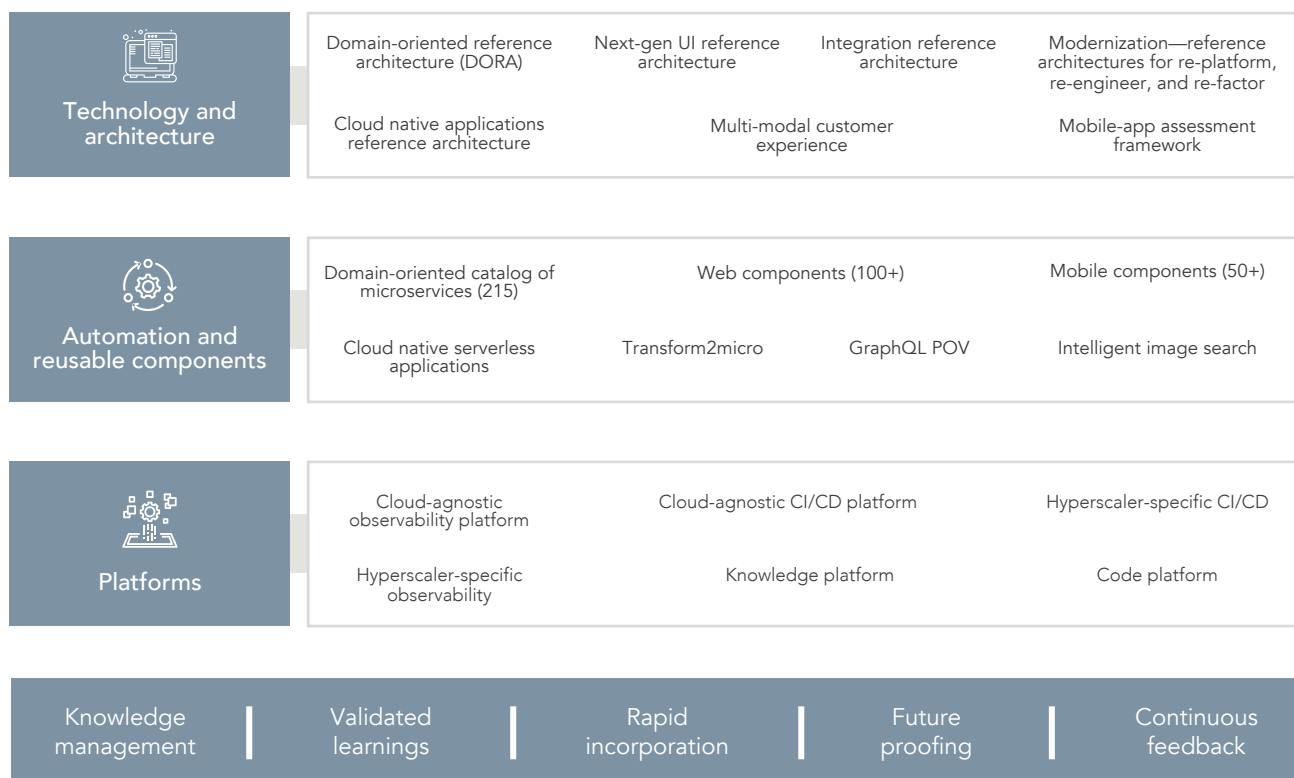 Technology and
architecture
Domain-oriented reference
architecture (DORA)
Next-gen UI reference
architecture
Integration reference
architecture
Modernization—reference
architectures for re-platform,
re-engineer, and re-factor
Cloud native applications
reference architecture
Multi-modal customer
experience
Mobile-app assessment
framework
Automation and
reusable components
Domain-oriented catalog of
microservices (215)
Web components (100+)
Mobile components (50+)
Cloud native serverless
applications
Transform2micro
GraphQL POV
Intelligent image search
Platforms
Cloud-agnostic
observability platform
Cloud-agnostic CI/CD platform
Hyperscaler-specific CI/CD
Hyperscaler-specific
observability
Knowledge platform
Code platform
Knowledge
management
Validated
learnings
Rapid
incorporation
Future
proofing
Continuous
feedback